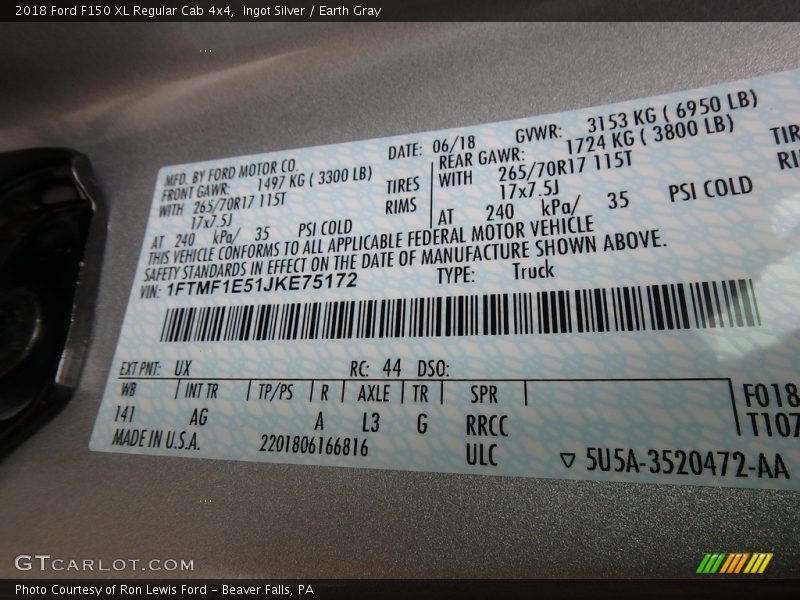 2018 Ford F150 XL Regular Cab 4x4,  Ingot Silver / Earth Gray
MFD. BY FORD MOTOR CO. DATE: 06/18 GVWR: 3153 KG ( 6950 LB)
FRONT GAWR: 1497 KG ( 3300 LB) REAR GAWR: 1724 KG ( 3800 LB)
WITH 265/70R17 115T TIRES WITH 265/70R17 115T
17x7.5J RIMS 17x7.5J
AT 240 kPa/ 35 PSI COLD AT 240 kPa/ 35 PSI COLD
THIS VEHICLE CONFORMS TO ALL APPLICABLE FEDERAL MOTOR VEHICLE
SAFETY STANDARDS IN EFFECT ON THE DATE OF MANUFACTURE SHOWN ABOVE.
VIN: 1FTMF1E51JKE75172 TYPE: Truck
EXT PNT: UX RC: 44 DSO:
WB INT TR TP/PS R AXLE TR SPR F018
141 AG A L3 G RRCC T107
MADE IN U.S.A. 2201806166816 ULC ▽ 5U5A-3520472-AA
GTCARLOT.COM
Photo Courtesy of Ron Lewis Ford - Beaver Falls, PA